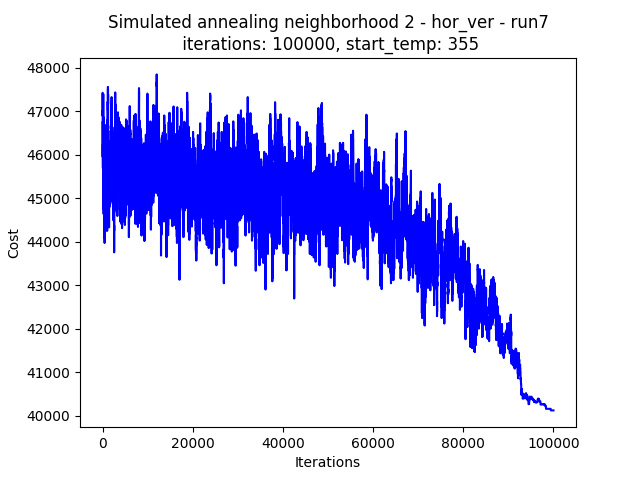 Simulated annealing neighborhood 2 - hor_ver - run7
iterations: 100000, start_temp: 355
48000
47000
46000
45000
44000
43000
42000
41000
40000
Cost
0 20000 40000 60000 80000 100000
Iterations